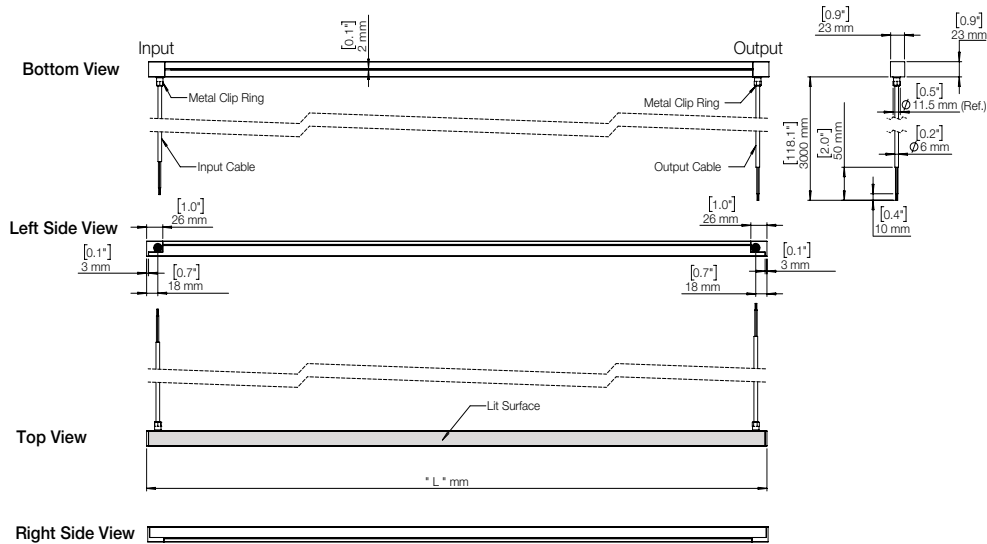 Bottom View
Input
[0.1"]
2 mm
Output
[0.9"]
23 mm
[0.9"]
23 mm
Metal Clip Ring
Metal Clip Ring
[0.5"]
Ø11.5 mm (Ref.)
Input Cable
Output Cable
[118.1"]
3000 mm
[2.0"]
50 mm
[0.2"]
Ø6 mm
[0.4"]
10 mm
Left Side View
[1.0"]
26 mm
[1.0"]
26 mm
[0.1"]
3 mm
[0.7"]
18 mm
[0.7"]
18 mm
[0.1"]
3 mm
Lit Surface
Top View
" L " mm
Right Side View